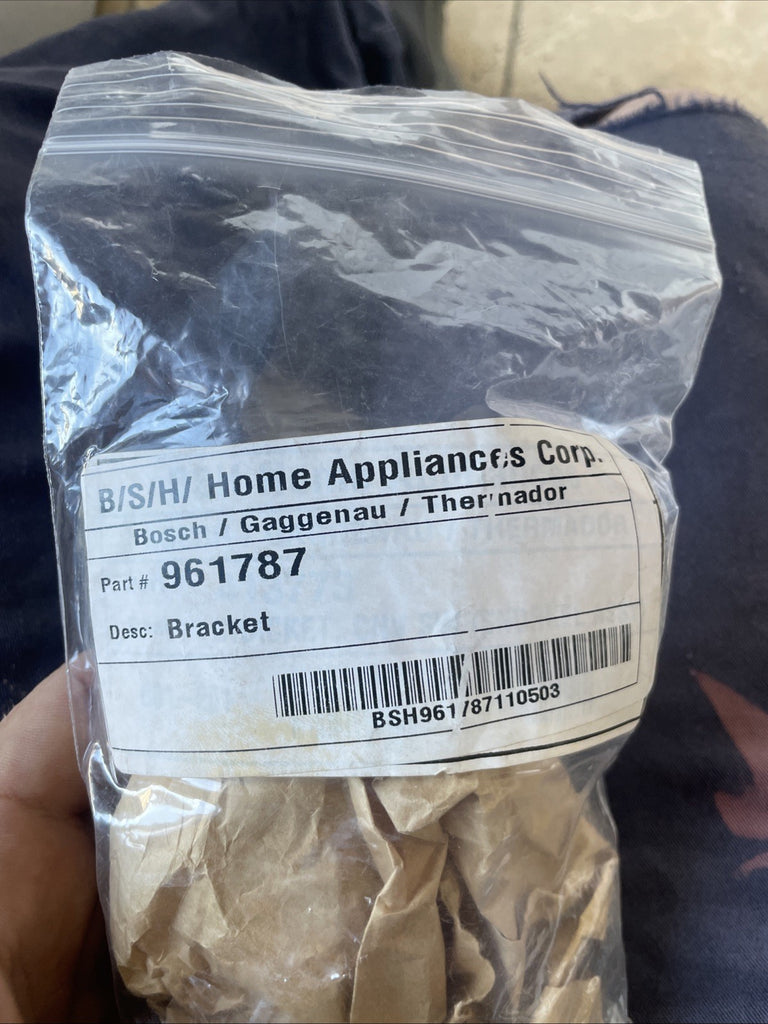 B/S/H/ Home Appliances Corp.
Bosch / Gaggenau / Thermador
Part # 961787
Desc: Bracket
BSH961787110503